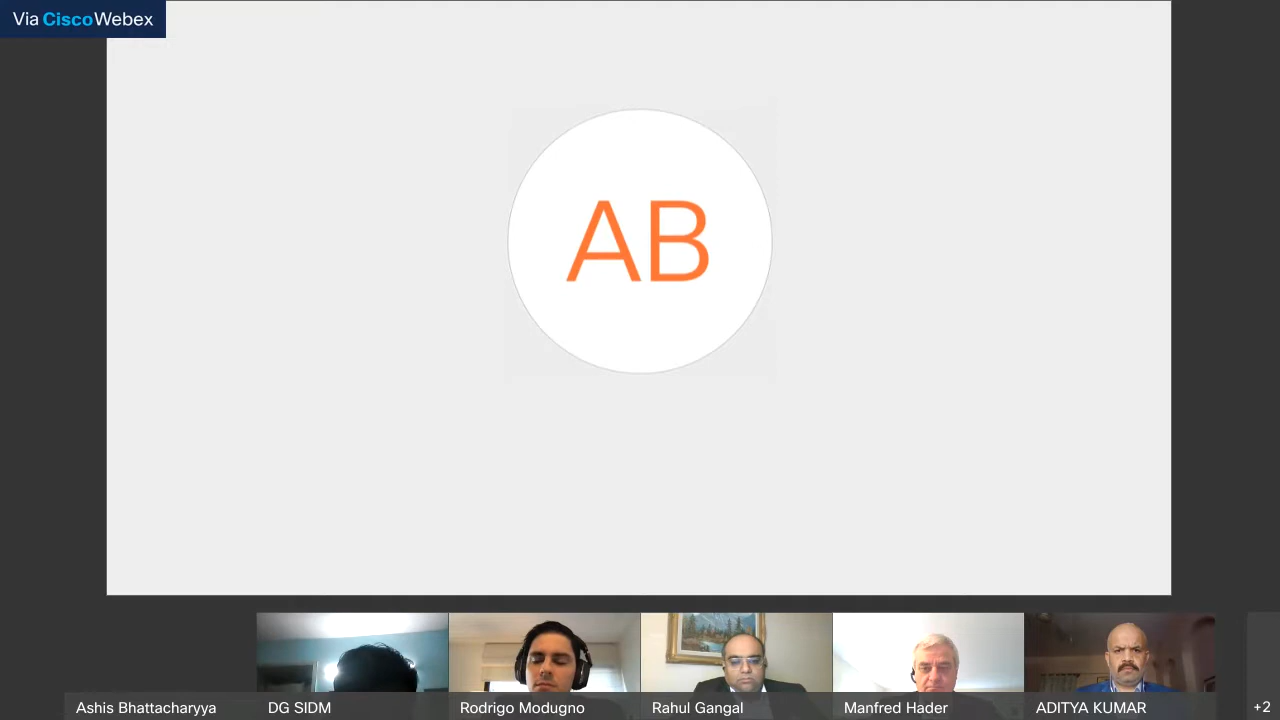 Via CiscoWebex
AB
Ashis Bhattacharyya
DG SIDM
Rodrigo Modugno
Rahul Gangal
Manfred Hader
ADITYA KUMAR
+2